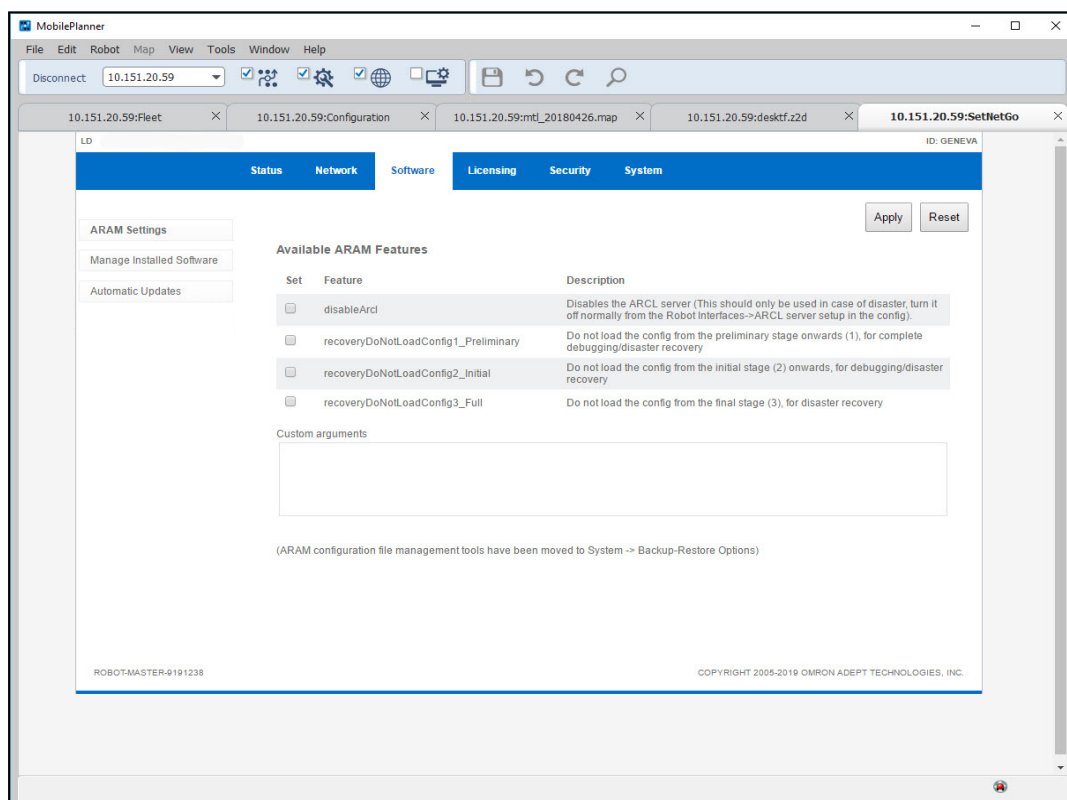 MobilePlanner
File Edit Robot Map View Tools Window Help
Disconnect 10.151.20.59
10.151.20.59:Fleet 10.151.20.59:Configuration 10.151.20.59:mtl_20180426.map 10.151.20.59:desktf.z2d 10.151.20.59:SetNetGo
LD ID: GENEVA
Status Network Software Licensing Security System
Apply Reset
ARAM Settings
Manage Installed Software
Automatic Updates
Available ARAM Features
Set Feature Description
disableArcl Disables the ARCL server (This should only be used in case of disaster, turn it
off normally from the Robot Interfaces->ARCL server setup in the config).
recoveryDoNotLoadConfig1_Preliminary Do not load the config from the preliminary stage onwards (1), for complete
debugging/disaster recovery
recoveryDoNotLoadConfig2_Initial Do not load the config from the initial stage (2) onwards, for debugging/disaster
recovery
recoveryDoNotLoadConfig3_Full Do not load the config from the final stage (3), for disaster recovery
Custom arguments
(ARAM configuration file management tools have been moved to System -> Backup-Restore Options)
ROBOT-MASTER-9191238 COPYRIGHT 2005-2019 OMRON ADEPT TECHNOLOGIES, INC.